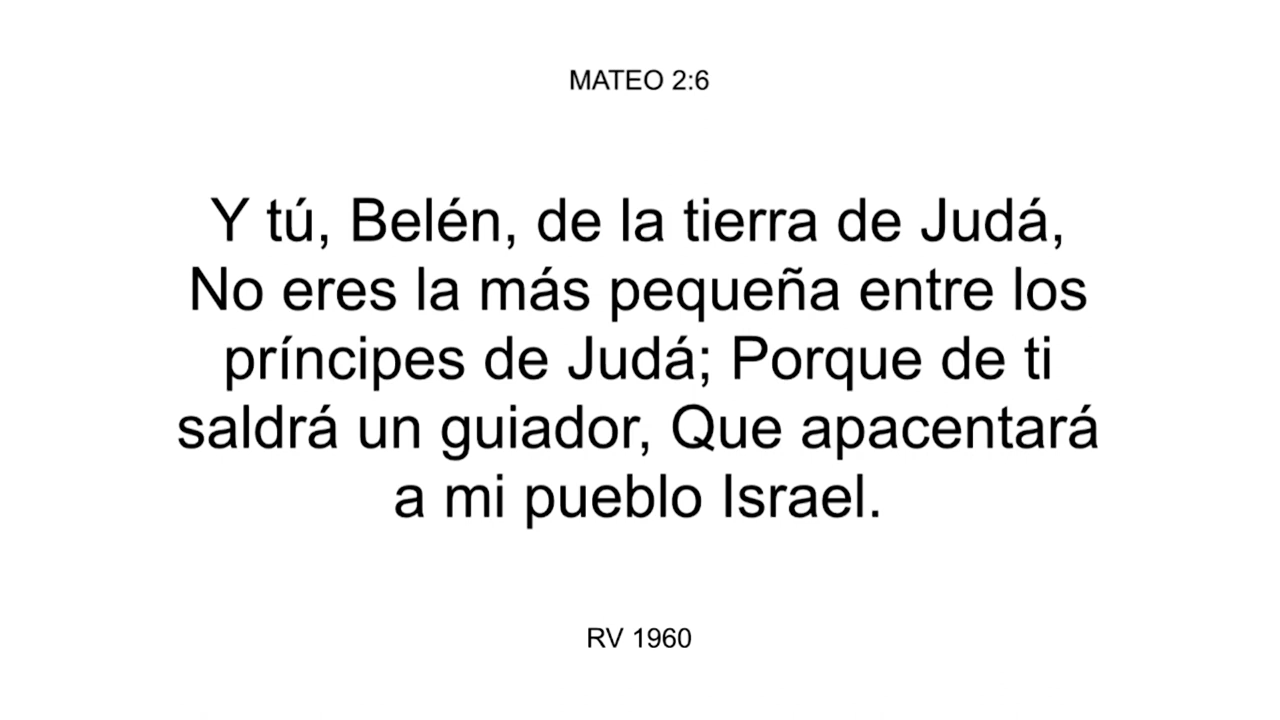 MATEO 2:6
Y tú, Belén, de la tierra de Judá,
No eres la más pequeña entre los
príncipes de Judá; Porque de ti
saldrá un guiador, Que apacentará
a mi pueblo Israel.
RV 1960